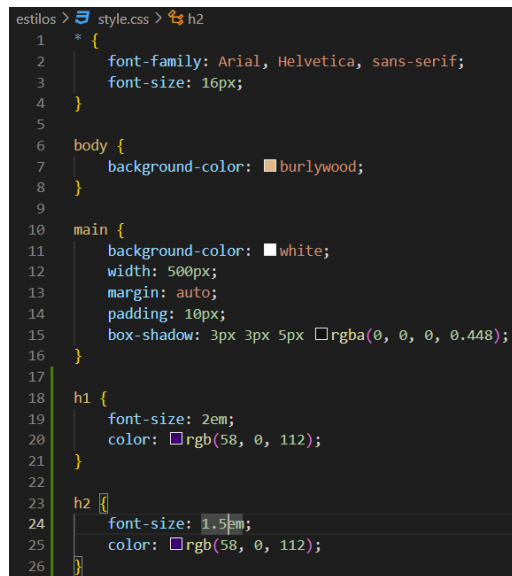 estilos > style.css > h2
1 * {
2 font-family: Arial, Helvetica, sans-serif;
3 font-size: 16px;
4 }
5
6 body {
7 background-color: burlywood;
8 }
9
10 main {
11 background-color: white;
12 width: 500px;
13 margin: auto;
14 padding: 10px;
15 box-shadow: 3px 3px 5px rgba(0, 0, 0, 0.448);
16 }
17
18 h1 {
19 font-size: 2em;
20 color: rgb(58, 0, 112);
21 }
22
23 h2 {
24 font-size: 1.5em;
25 color: rgb(58, 0, 112);
26 }